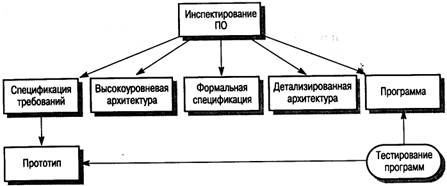 Инспектирование
ПО
Спецификация
требований
Высокоуровневая
архитектура
Формальная
спецификация
Детализированная
архитектура
Программа
Прототип
Тестирование
программ